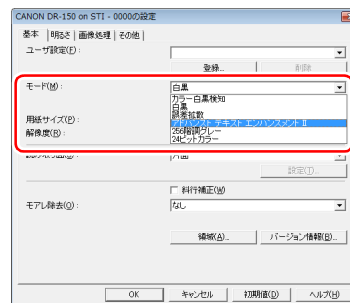 CANON DR-150 on STI - 0000の設定
基本 明るさ 画像処理 その他
ユーザ設定(F):
登録... 削除
モード(M): 白黒
カラー白黒検知
白黒
誤差拡散
用紙サイズ(P): アドバンスト テキスト エンハンスメント II
解像度(R): 256階調グレー
24ビットカラー
片面
設定(T)...
斜行補正(W)
モアレ除去(O): なし
領域(A)... バージョン情報(B)...
OK キャンセル 初期値(D) ヘルプ(H)